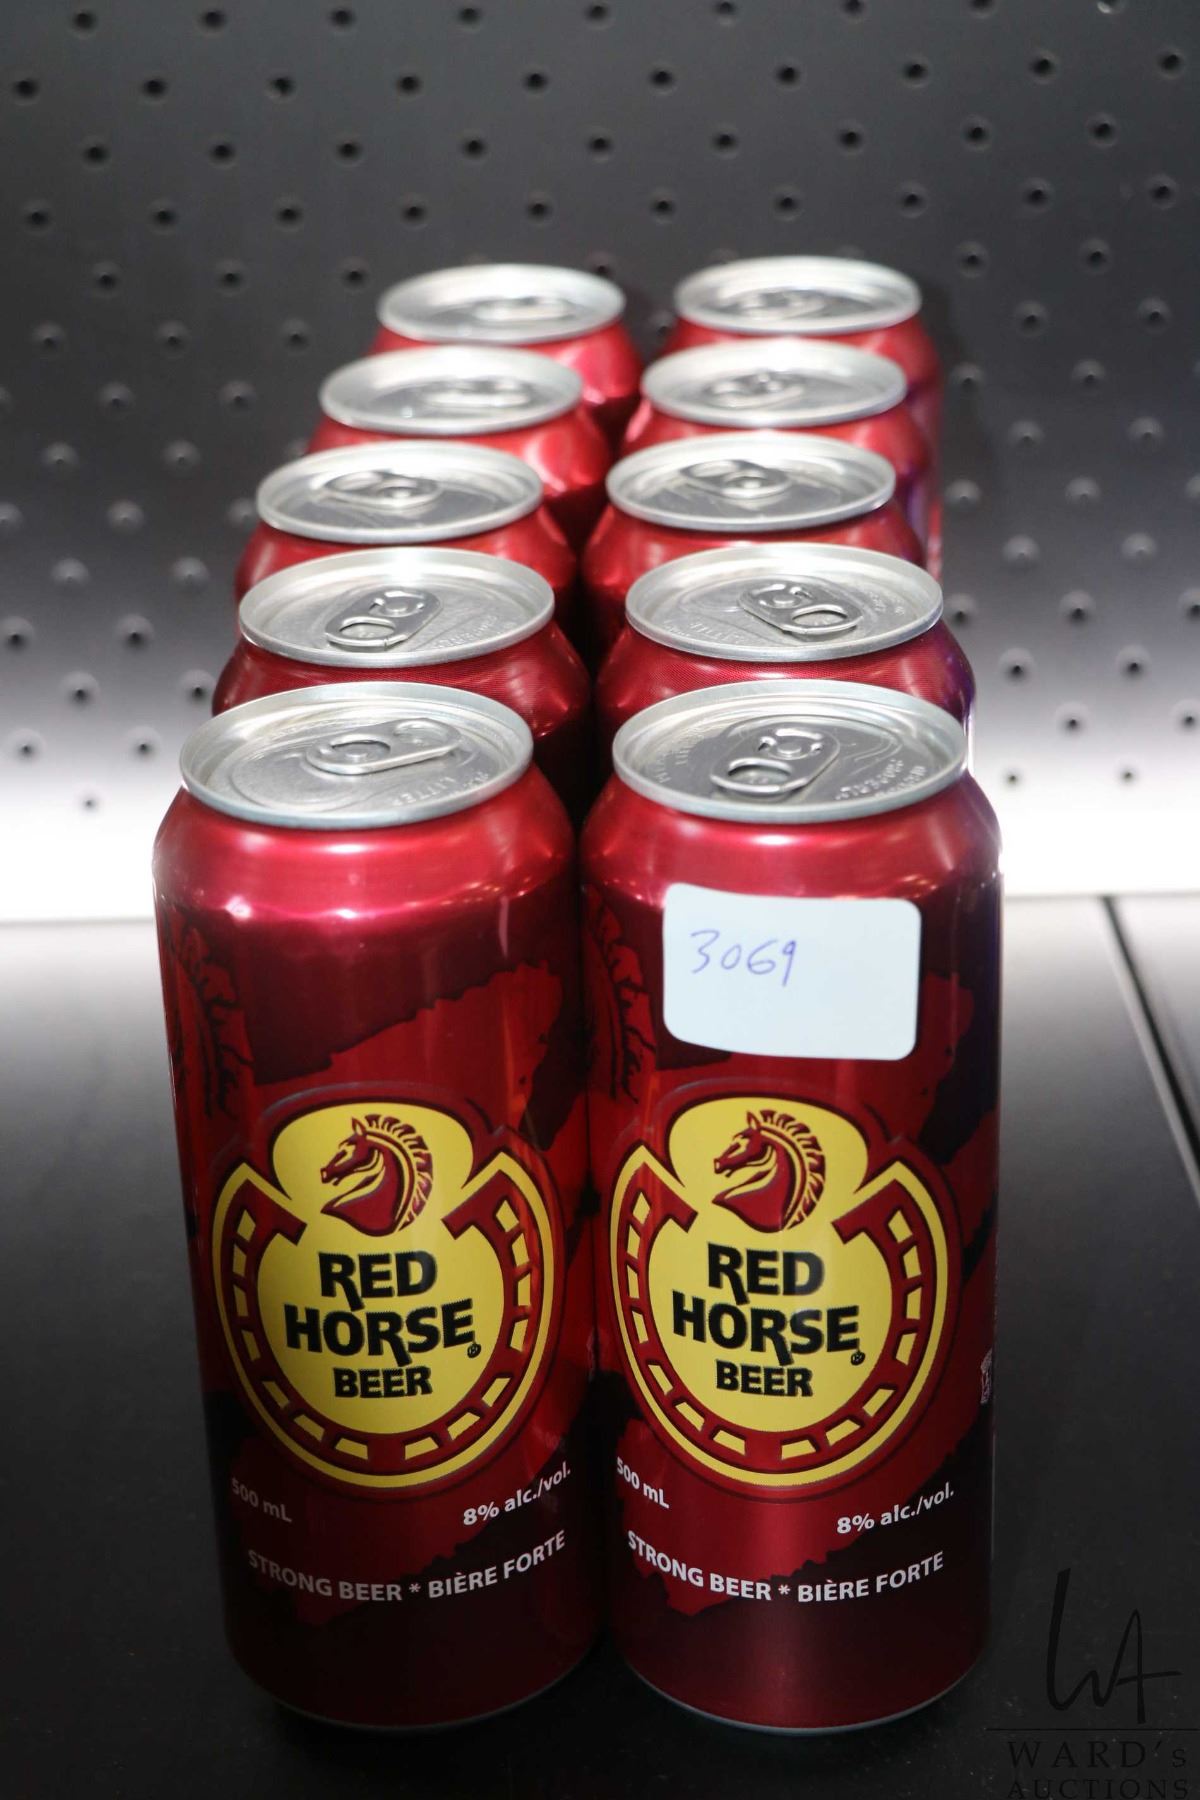 3069
RED
HORSE
BEER
500 mL
8% alc./vol.
STRONG BEER * BIÈRE FORTE
RED
HORSE
BEER
500 mL
8% alc./vol.
STRONG BEER * BIÈRE FORTE
WA
WARD's
AUCTIONS